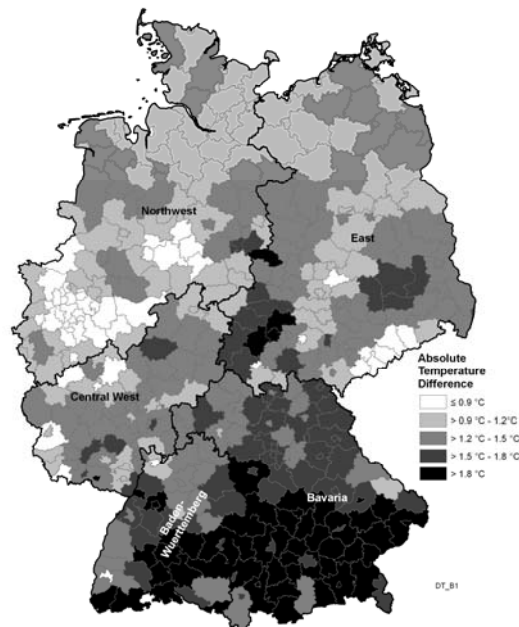 Northwest
East
Absolute
Temperature
Difference
≤ 0.9 °C
> 0.9 °C - 1.2°C
> 1.2 °C - 1.5 °C
> 1.5 °C - 1.8 °C
> 1.8 °C
Central West
Baden-
Wuerttemberg
Bavaria
DT_B1